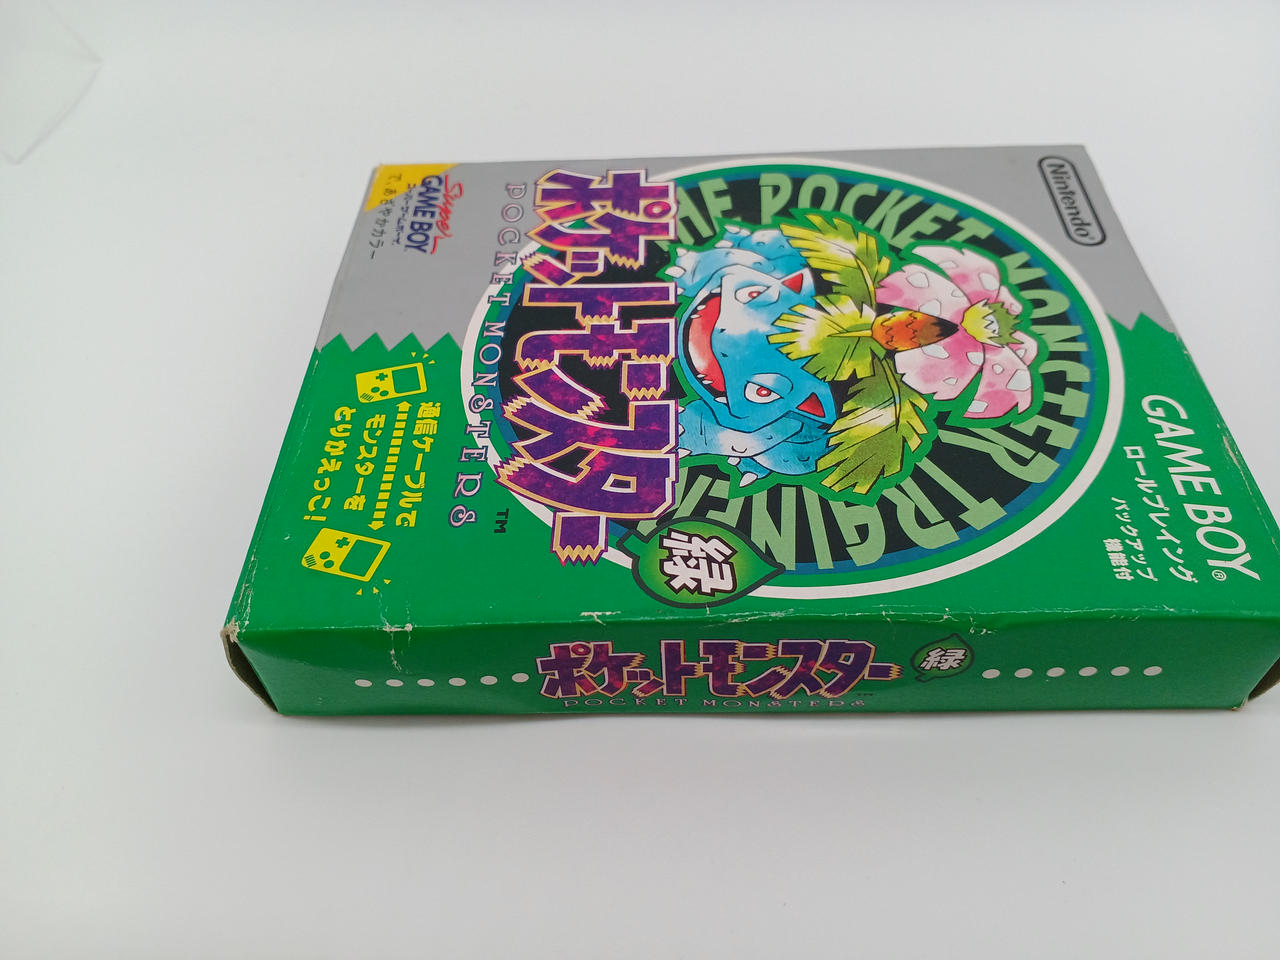 Nintendo®
GAME BOY®
ロールプレイング
バックアップ
機能付
THE POCKET MONSTER TRAINER
ポケットモンスター
POCKET MONSTERS
TM
緑
Super
GAME BOY
スーパーゲームボーイ
で、あざやかカラー
通信ケーブルで
モンスターを
とりかえっこ!
ポケットモンスター
TM
POCKET MONSTERS
緑